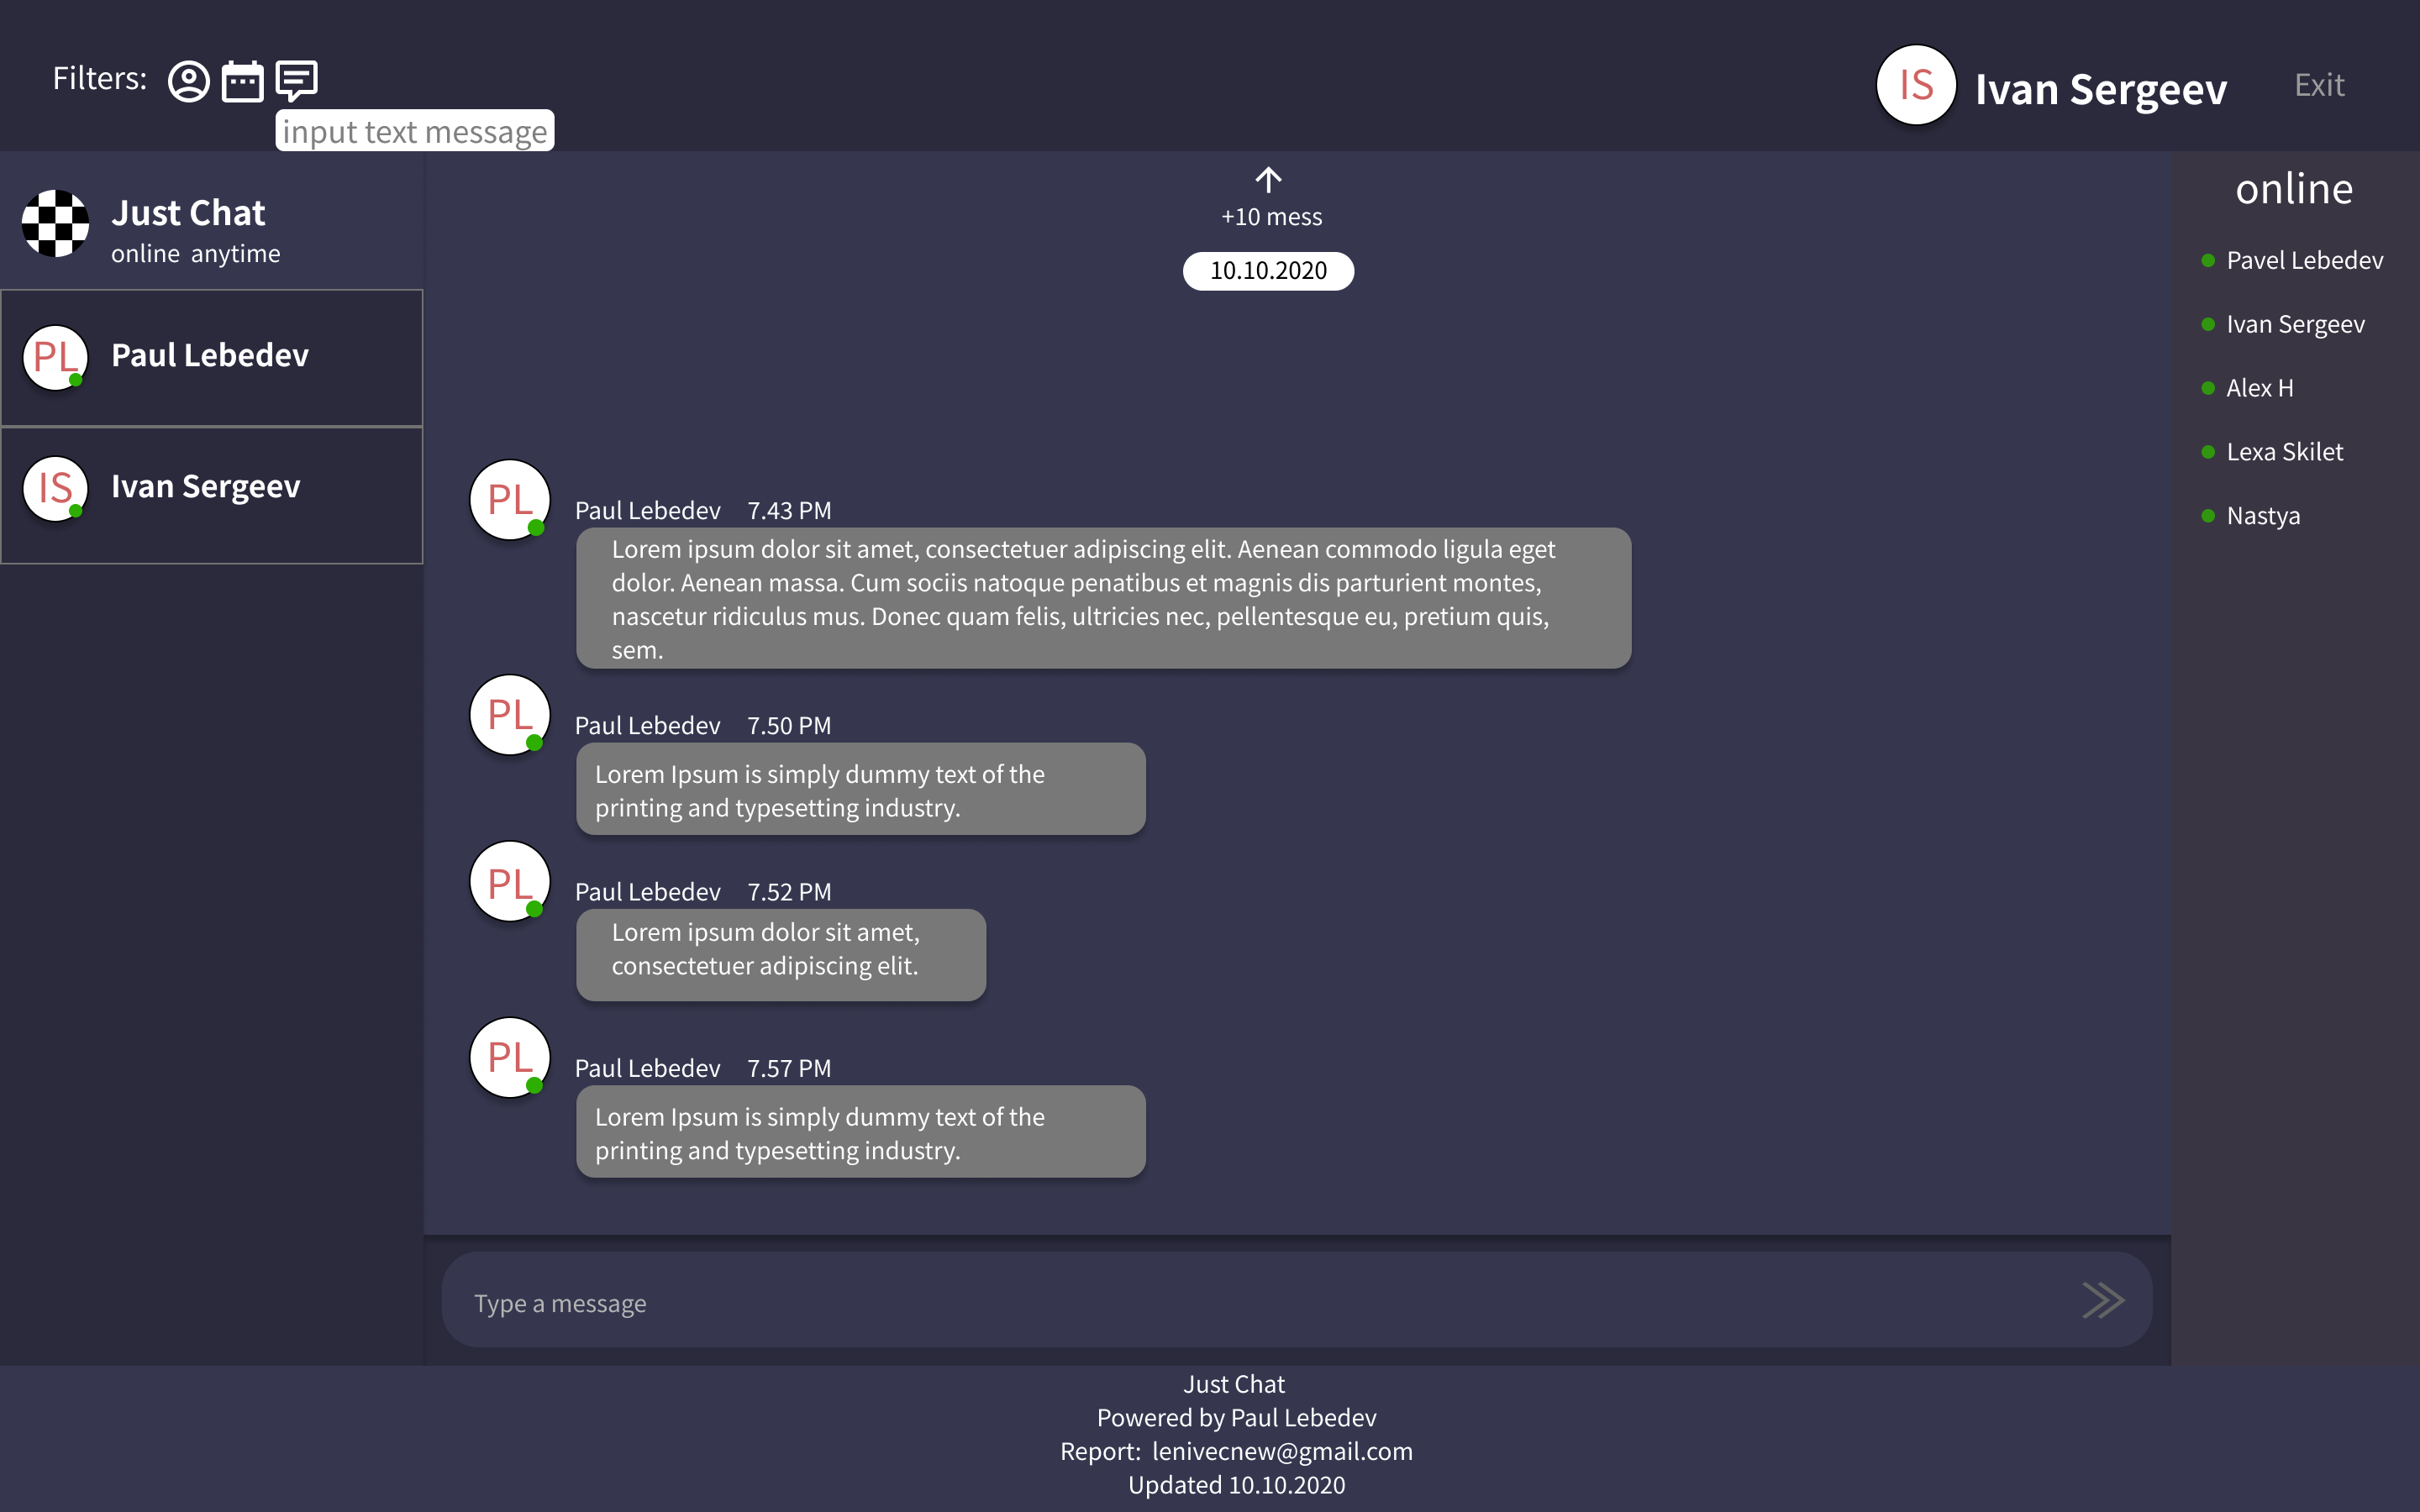 Filters:
input text message
IS
Ivan Sergeev
Exit
Just Chat
online anytime
PL
Paul Lebedev
IS
Ivan Sergeev
+10 mess
10.10.2020
PL
Paul Lebedev 7.43 PM
Lorem ipsum dolor sit amet, consectetuer adipiscing elit. Aenean commodo ligula eget
dolor. Aenean massa. Cum sociis natoque penatibus et magnis dis parturient montes,
nascetur ridiculus mus. Donec quam felis, ultricies nec, pellentesque eu, pretium quis,
sem.
PL
Paul Lebedev 7.50 PM
Lorem Ipsum is simply dummy text of the
printing and typesetting industry.
PL
Paul Lebedev 7.52 PM
Lorem ipsum dolor sit amet,
consectetuer adipiscing elit.
PL
Paul Lebedev 7.57 PM
Lorem Ipsum is simply dummy text of the
printing and typesetting industry.
Type a message
online
Pavel Lebedev
Ivan Sergeev
Alex H
Lexa Skilet
Nastya
Just Chat
Powered by Paul Lebedev
Report: lenivecnew@gmail.com
Updated 10.10.2020